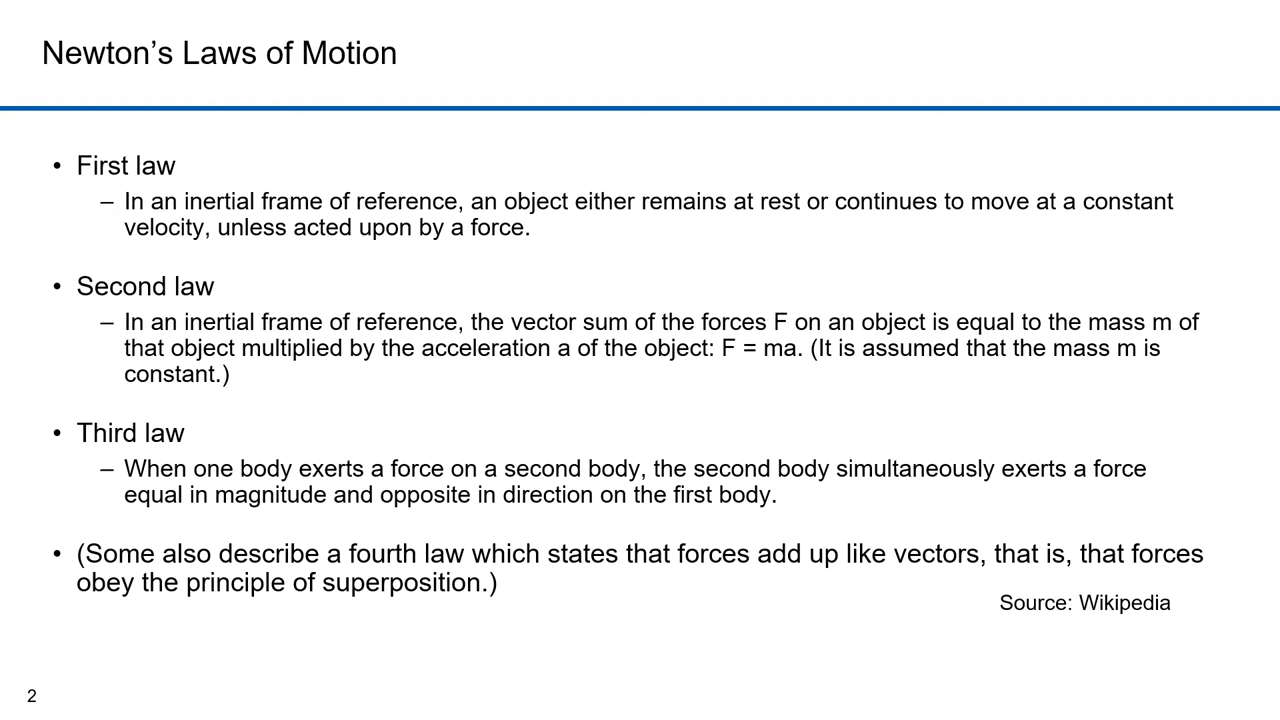 Newton’s Laws of Motion
• First law
– In an inertial frame of reference, an object either remains at rest or continues to move at a constant
velocity, unless acted upon by a force.
• Second law
– In an inertial frame of reference, the vector sum of the forces F on an object is equal to the mass m of
that object multiplied by the acceleration a of the object: F = ma. (It is assumed that the mass m is
constant.)
• Third law
– When one body exerts a force on a second body, the second body simultaneously exerts a force
equal in magnitude and opposite in direction on the first body.
• (Some also describe a fourth law which states that forces add up like vectors, that is, that forces
obey the principle of superposition.)
Source: Wikipedia
2